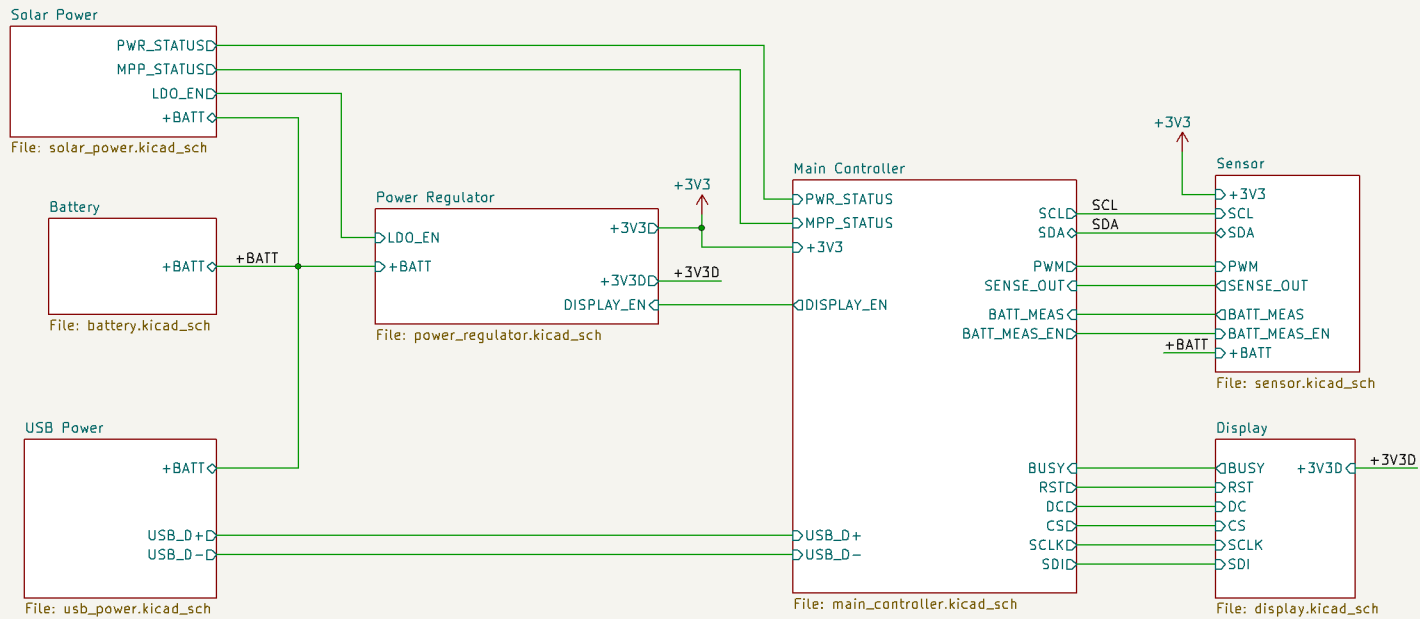 Solar Power
PWR_STATUS
MPP_STATUS
LDO_EN
+BATT
File: solar_power.kicad_sch
Battery
+BATT
+BATT
File: battery.kicad_sch
USB Power
+BATT
USB_D+
USB_D-
File: usb_power.kicad_sch
Power Regulator
LDO_EN
+BATT
+3V3
+3V3
+3V3D
+3V3D
DISPLAY_EN
File: power_regulator.kicad_sch
Main Controller
PWR_STATUS
MPP_STATUS
+3V3
DISPLAY_EN
USB_D+
USB_D-
SCL
SDA
PWM
SENSE_OUT
BATT_MEAS
BATT_MEAS_EN
BUSY
RST
DC
CS
SCLK
SDI
File: main_controller.kicad_sch
SCL
SDA
+3V3
+BATT
Sensor
+3V3
SCL
SDA
PWM
SENSE_OUT
BATT_MEAS
BATT_MEAS_EN
+BATT
File: sensor.kicad_sch
Display
BUSY
RST
DC
CS
SCLK
SDI
+3V3D
+3V3D
File: display.kicad_sch